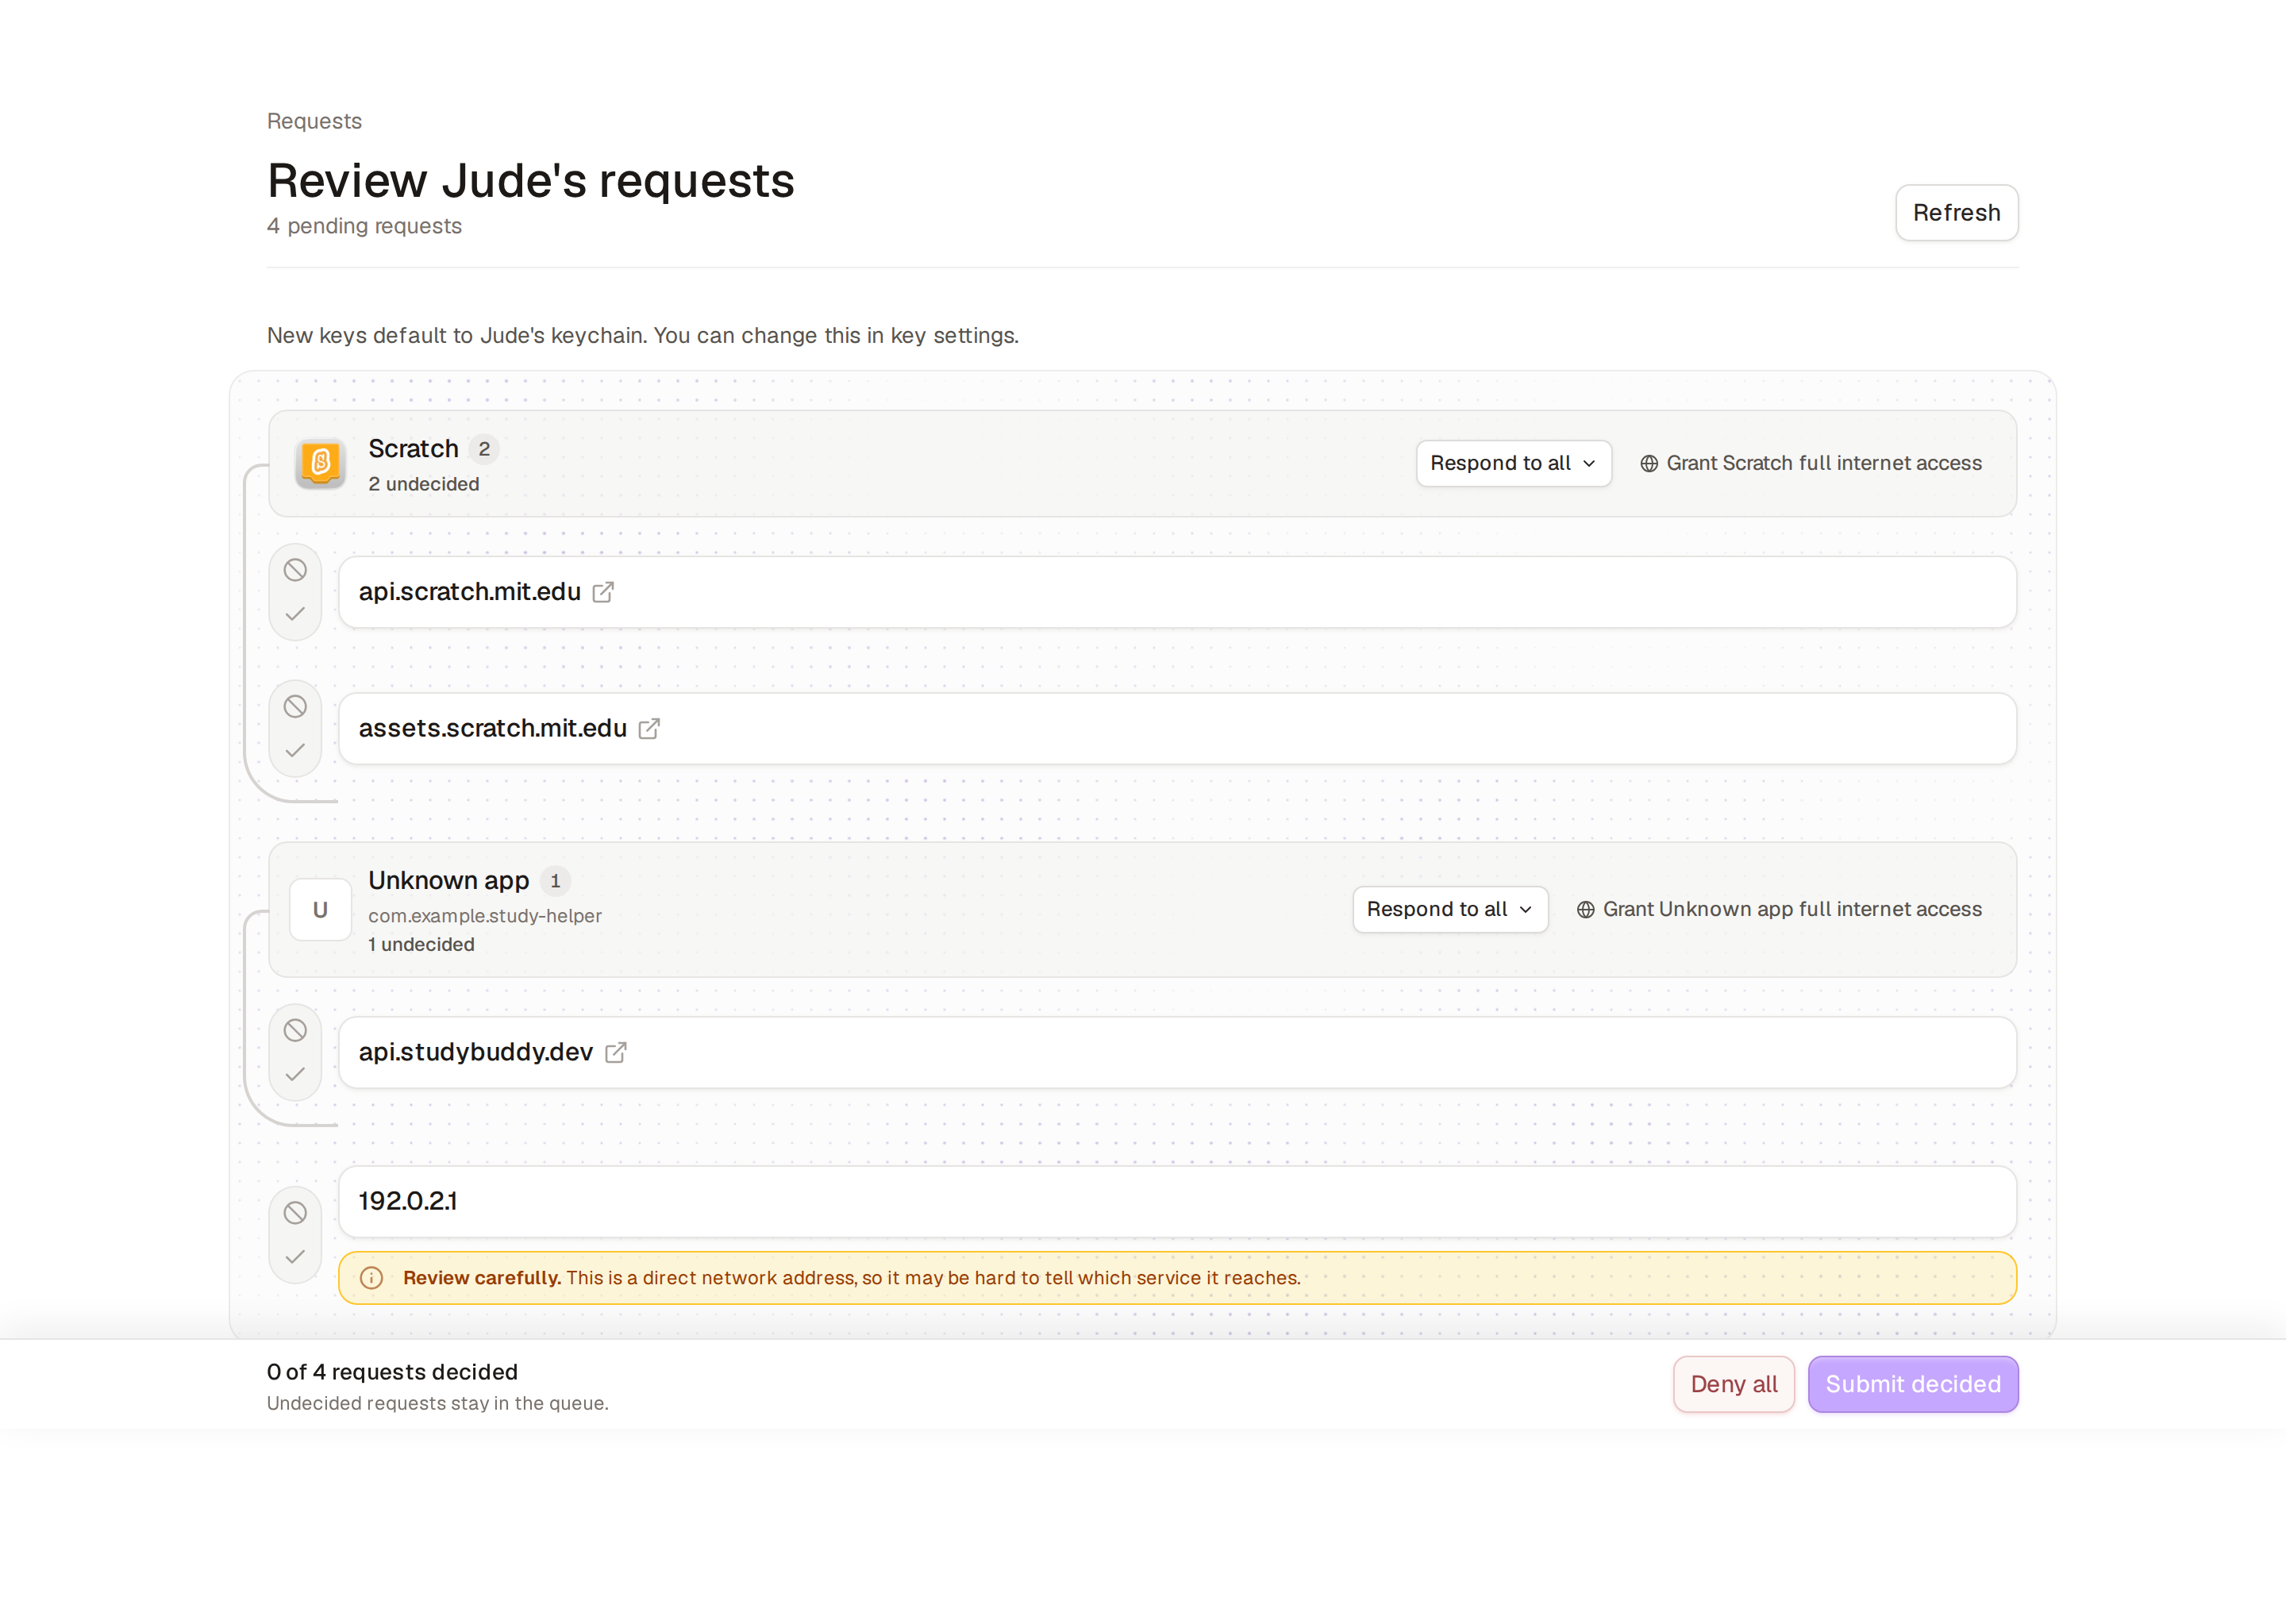 Requests
Review Jude's requests
4 pending requests
Refresh
New keys default to Jude's keychain. You can change this in key settings.
Scratch 2
2 undecided
Respond to all
Grant Scratch full internet access
api.scratch.mit.edu
assets.scratch.mit.edu
U
Unknown app 1
com.example.study-helper
1 undecided
Respond to all
Grant Unknown app full internet access
api.studybuddy.dev
192.0.2.1
Review carefully. This is a direct network address, so it may be hard to tell which service it reaches.
0 of 4 requests decided
Undecided requests stay in the queue.
Deny all
Submit decided